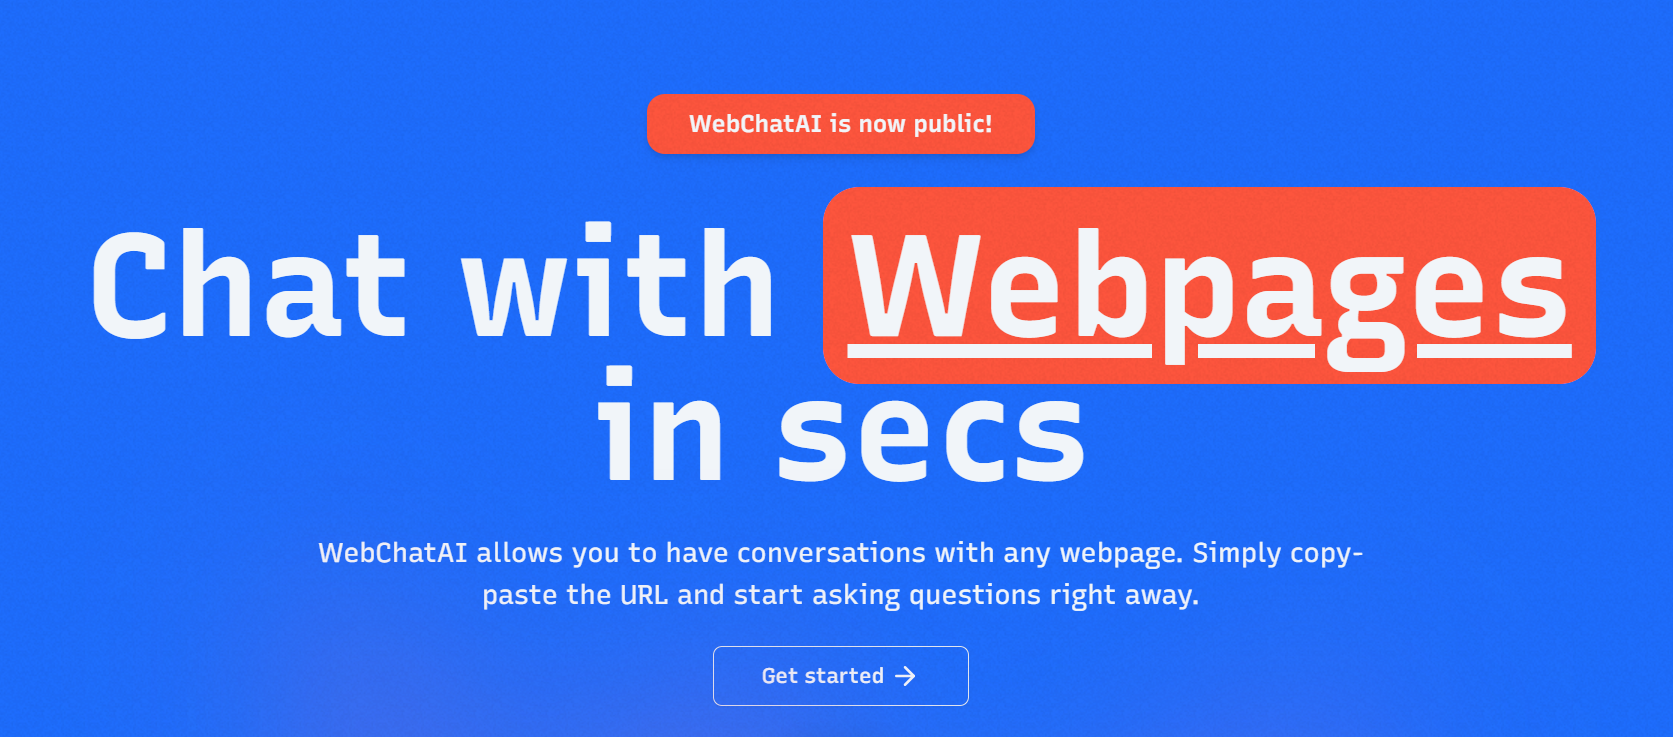 WebChatAI is now public!
Chat with Webpages
in secs
WebChatAI allows you to have conversations with any webpage. Simply copy-
paste the URL and start asking questions right away.
Get started →